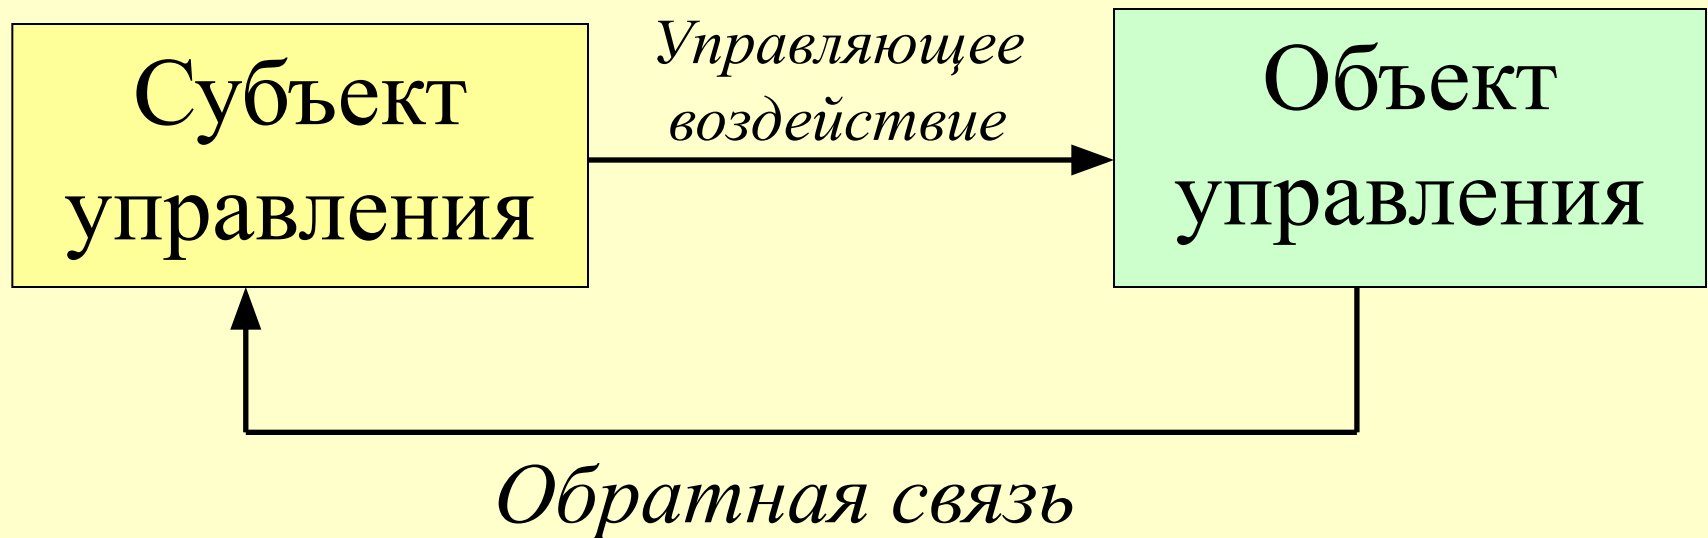 Субъект
управления
Управляющее
воздействие
Объект
управления
Обратная связь